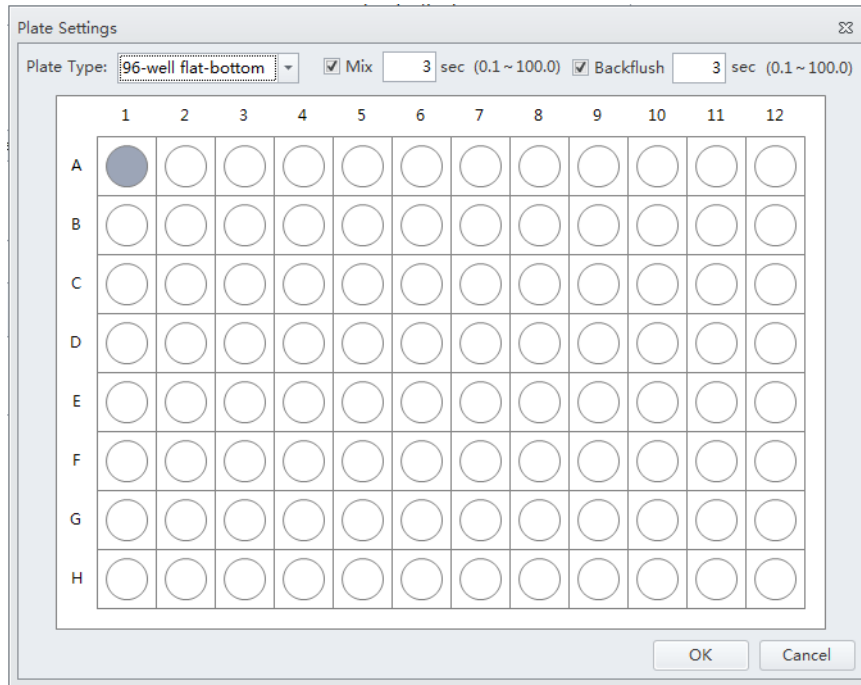 Plate Settings
Plate Type: 96-well flat-bottom Mix 3 sec (0.1~100.0) Backflush 3 sec (0.1~100.0)
1 2 3 4 5 6 7 8 9 10 11 12
A
B
C
D
E
F
G
H
OK Cancel